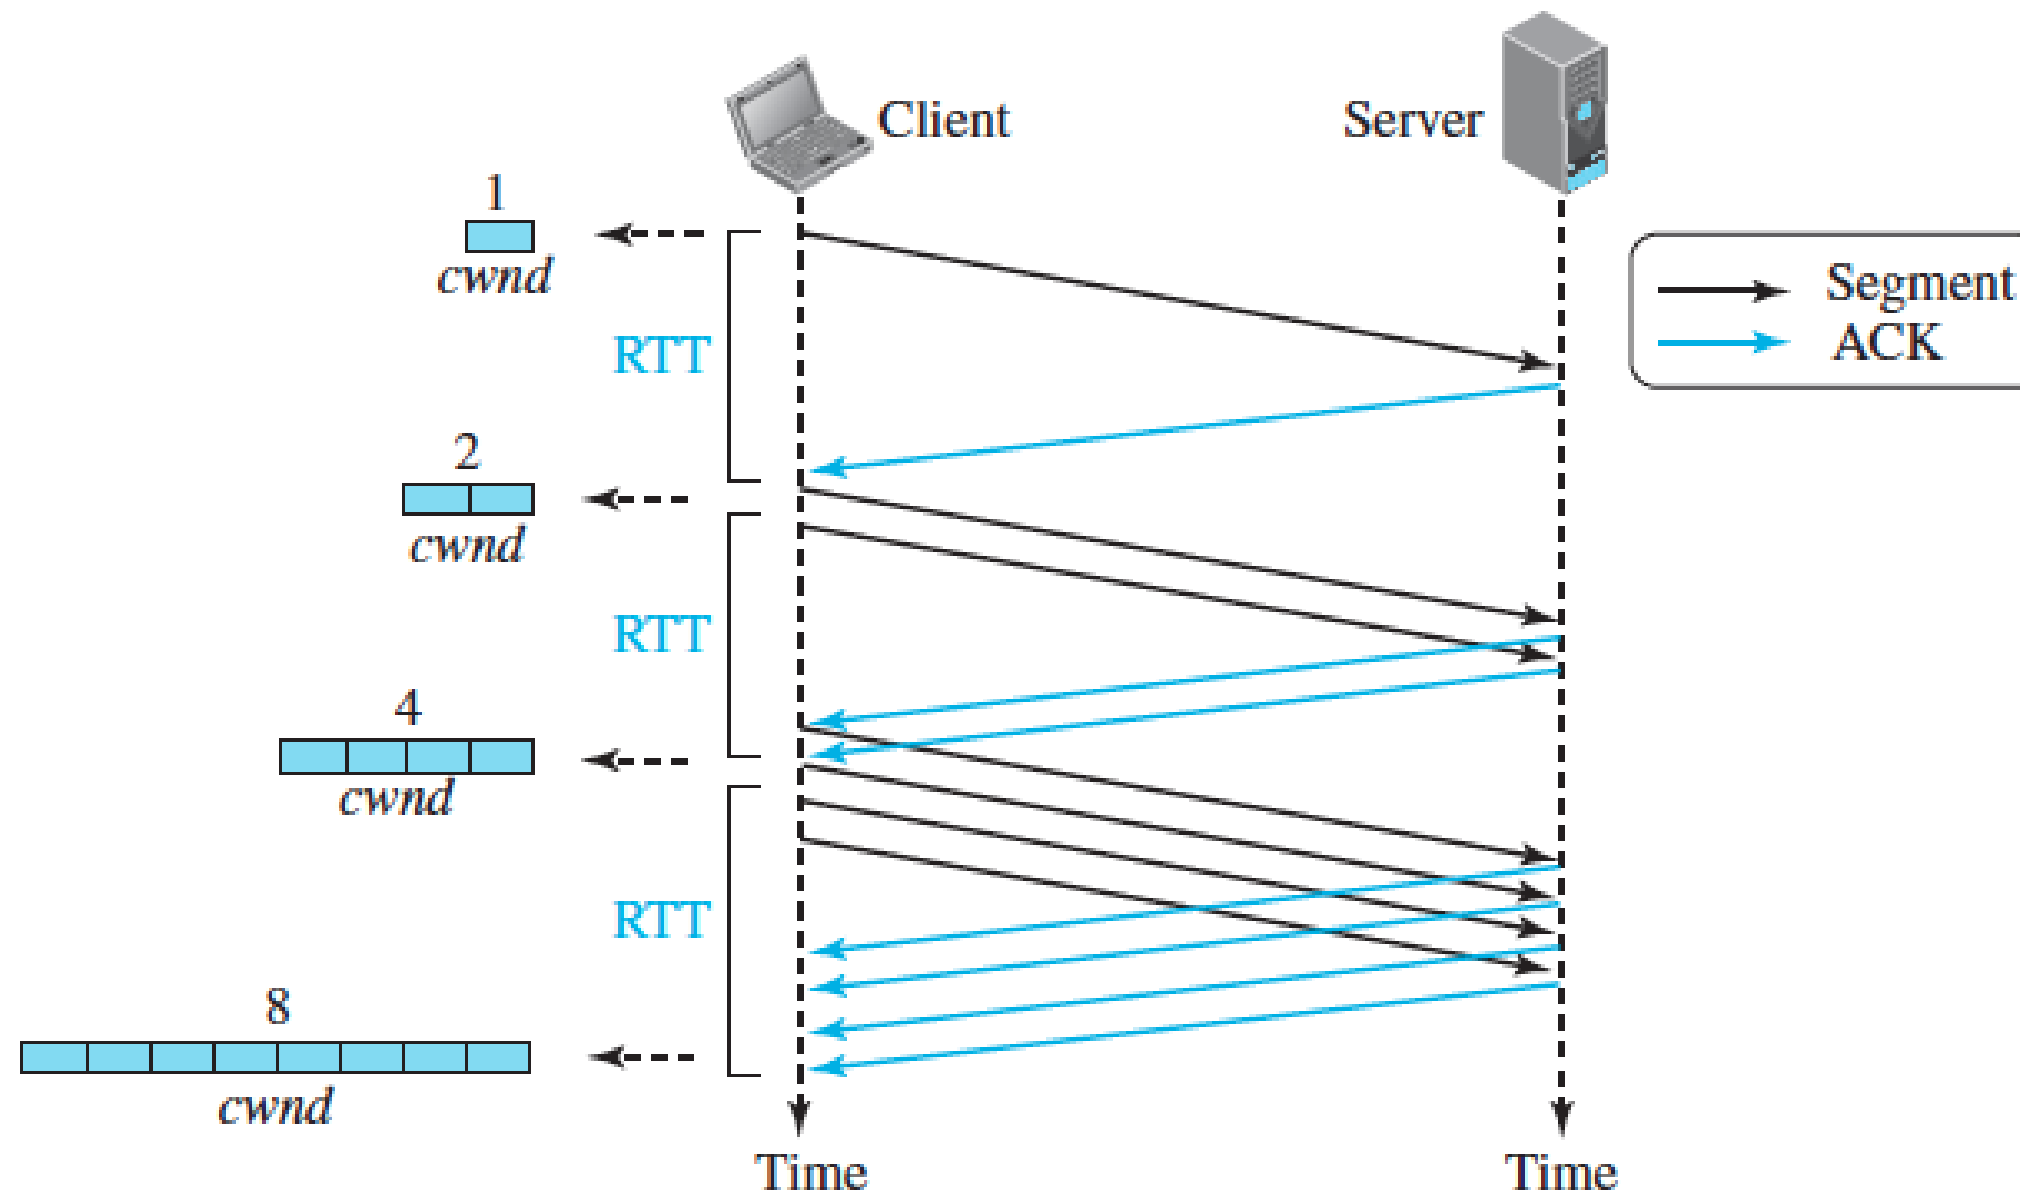 Client
Server
1
cwnd
Segment
ACK
RTT
2
cwnd
RTT
4
cwnd
RTT
8
cwnd
Time
Time